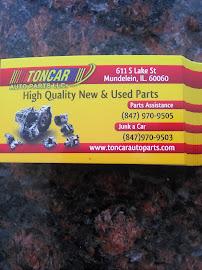 TONCAR
AUTO PARTS LLC
611 S Lake St
Mundelein, IL. 60060
High Quality New & Used Parts
Parts Assistance
(847) 970-9505
Junk a Car
(847)970-9503
www.toncarautoparts.com